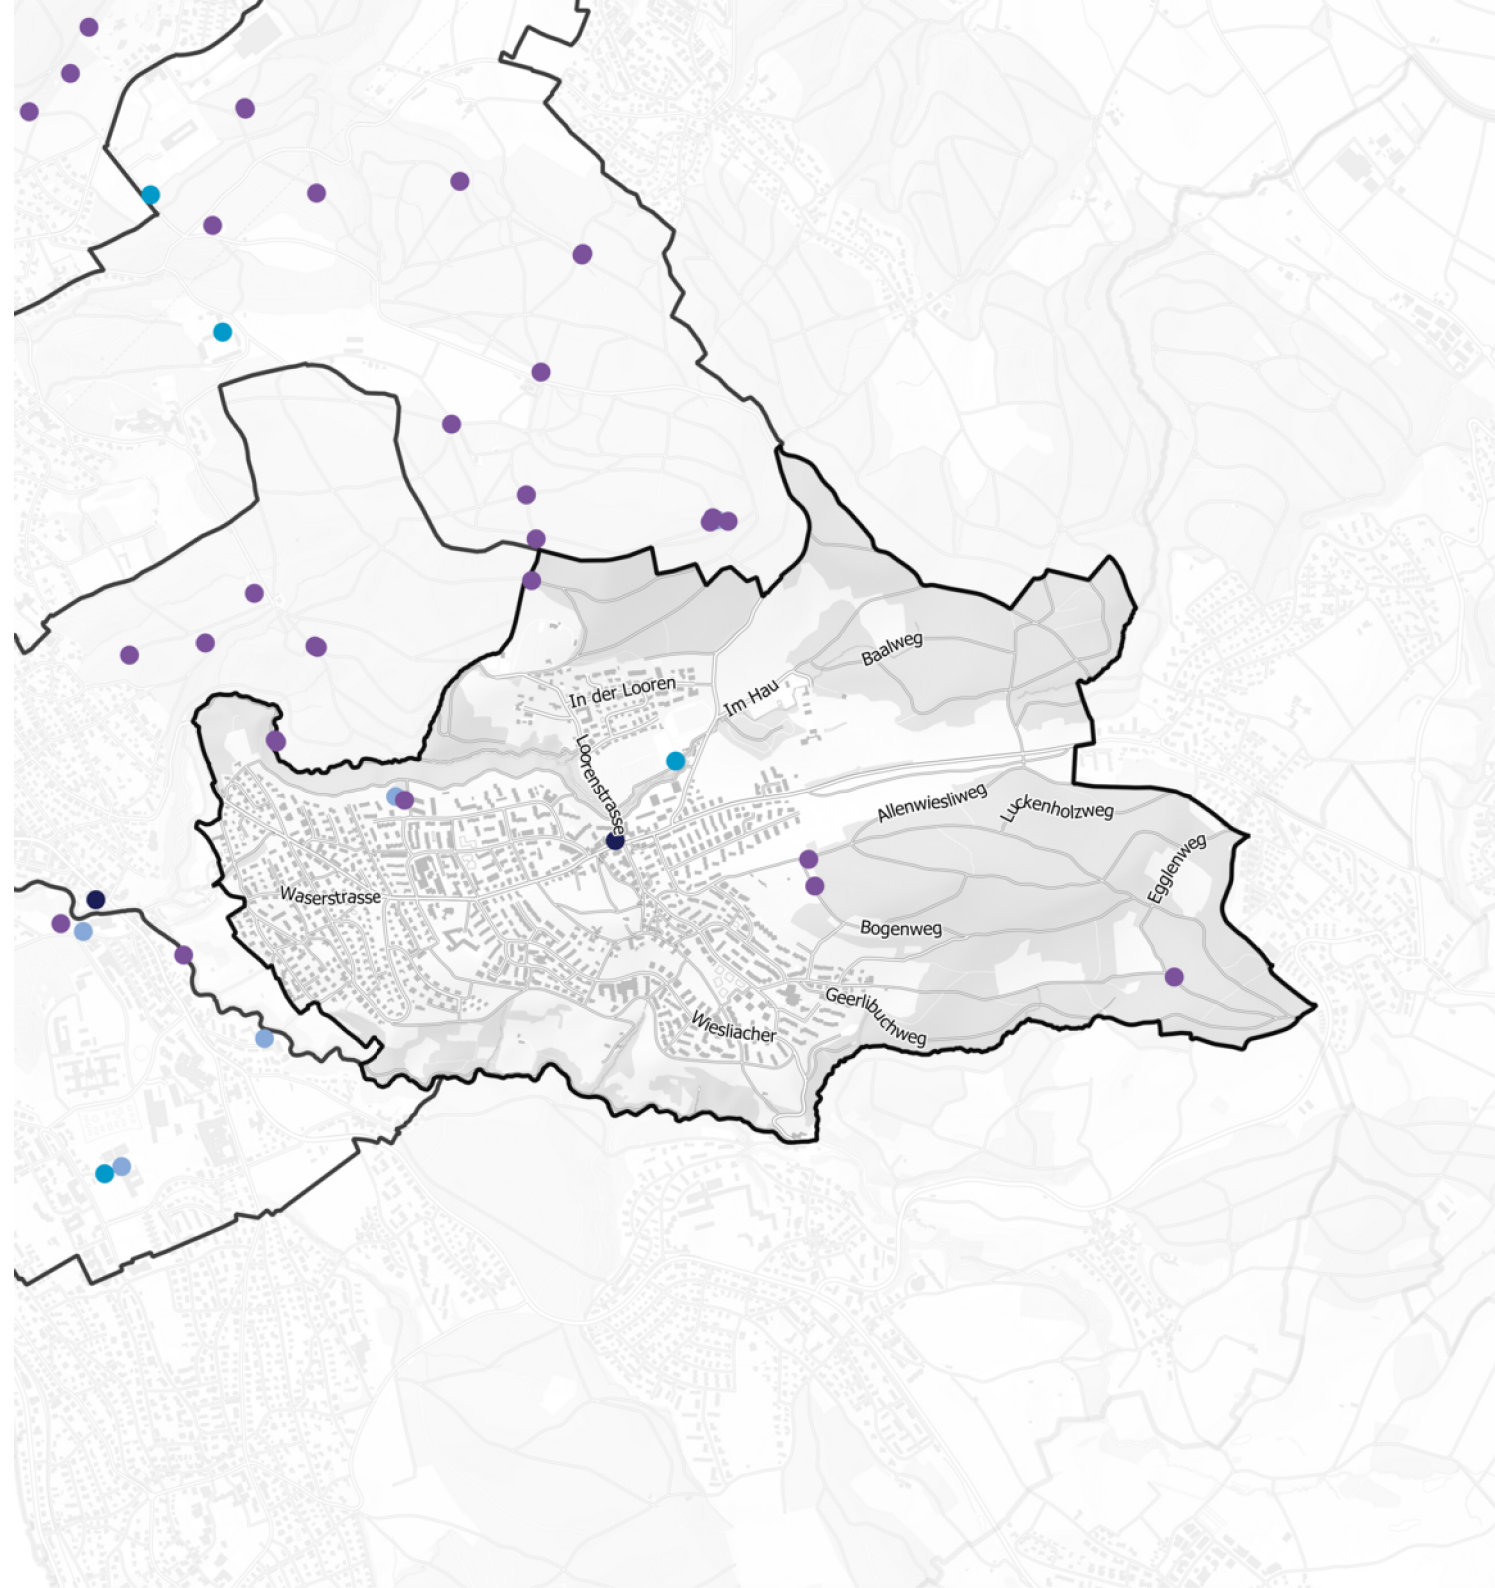 Baalweg
In der Looren
Im Hau
Loorenstrasse
Allenwiesliweg
Luckenholzweg
Egglenweg
Waserstrasse
Bogenweg
Geerlibuchweg
Wiesliacher